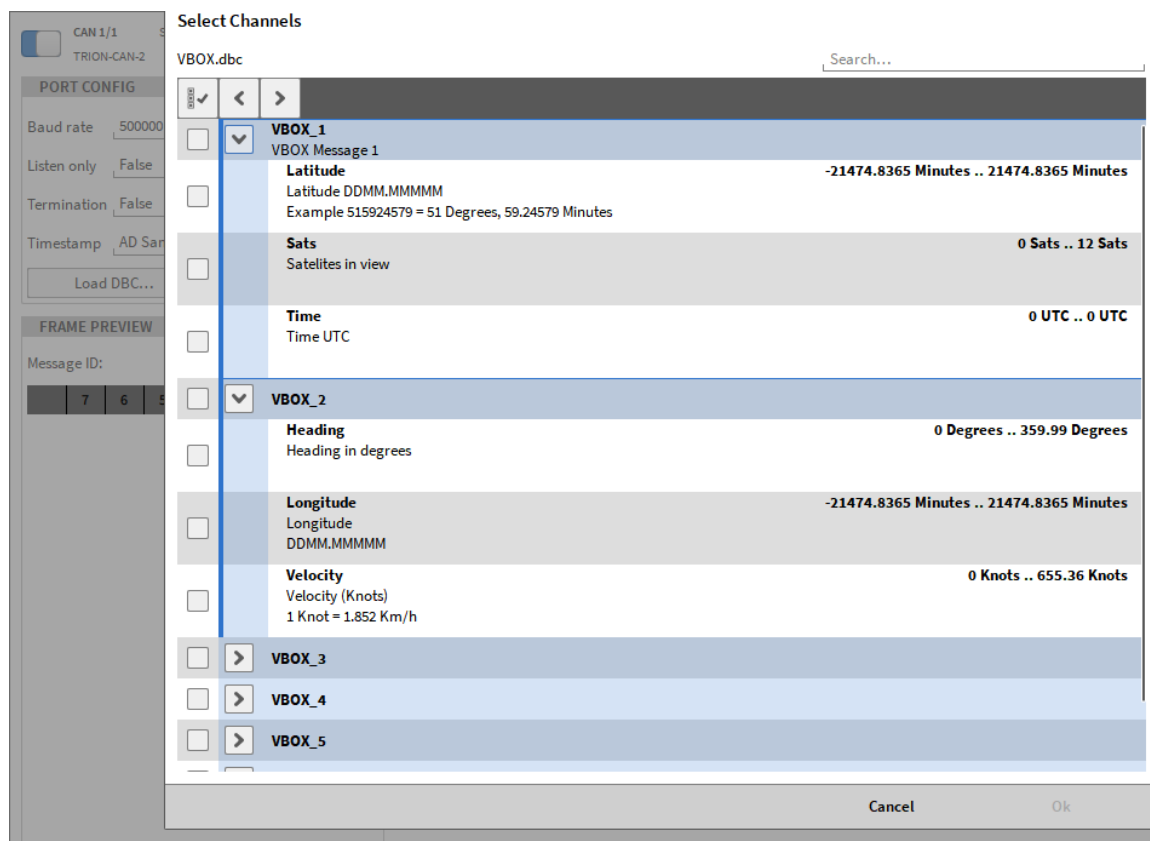 CAN 1/1
TRION-CAN-2
PORT CONFIG
Baud rate 500000
Listen only False
Termination False
Timestamp AD Sar
Load DBC...
FRAME PREVIEW
Message ID:
7 6 5
Select Channels
VBOX.dbc
Search...
VBOX_1
VBOX Message 1
Latitude -21474.8365 Minutes .. 21474.8365 Minutes
Latitude DDMM.MMMMM
Example 515924579 = 51 Degrees, 59.24579 Minutes
Sats 0 Sats .. 12 Sats
Satelites in view
Time 0 UTC .. 0 UTC
Time UTC
VBOX_2
Heading 0 Degrees .. 359.99 Degrees
Heading in degrees
Longitude -21474.8365 Minutes .. 21474.8365 Minutes
Longitude
DDMM.MMMMM
Velocity 0 Knots .. 655.36 Knots
Velocity (Knots)
1 Knot = 1.852 Km/h
VBOX_3
VBOX_4
VBOX_5
Cancel Ok